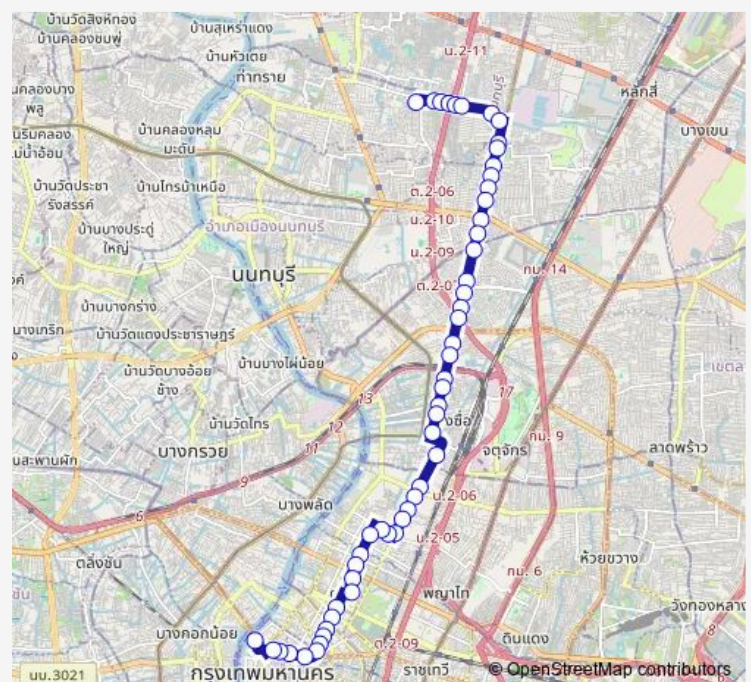 บ้านวัดสิงห์ทอง
บ้านคลองชมพู่
บ้านสุเหร่าแดง
บ้านหัวเตย
ท่าทราย
น.2-11
หลักสี่
บางเขน
บ้านคลองหลุม
มะดัน
บ้านไทรม้าเหนือ
บ้านวัดประชา
รังสรรค์
ต.2-06
น.2-10
อำเภอเมืองนนทบุรี
บ้านบางประดู่
ใหญ่
น.2-09
นนทบุรี
กม. 14
บ้านบางกร่าง
บ้านวัดแดงประชาราษฎร์
บ้านบางไผ่น้อย
บ้านวัดบางอ้อย
ช้าง
17
13
บ้านวัดไทร
12
11
บางกรวย
จตุจักร
กม. 9
ลาดพร้าว
9
6
บางพลัด
น.2-06
น.2-05
ห้วยขวาง
ตลิ่งชัน
กม. 6
พญาไท
วังทองหลาง
บางคอกน้อย
ดินแดง
8
ต.2-09
นบ.3021
กรุงเทพมหานคร
ราชเทวี
© OpenStreetMap contributors